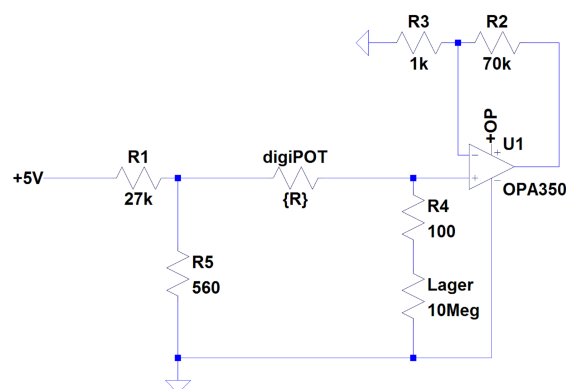 R3
R2
1k
70k
+OP
U1
R1
digiPOT
+5V
27k
{R}
OPA350
R4
100
R5
560
Lager
10Meg